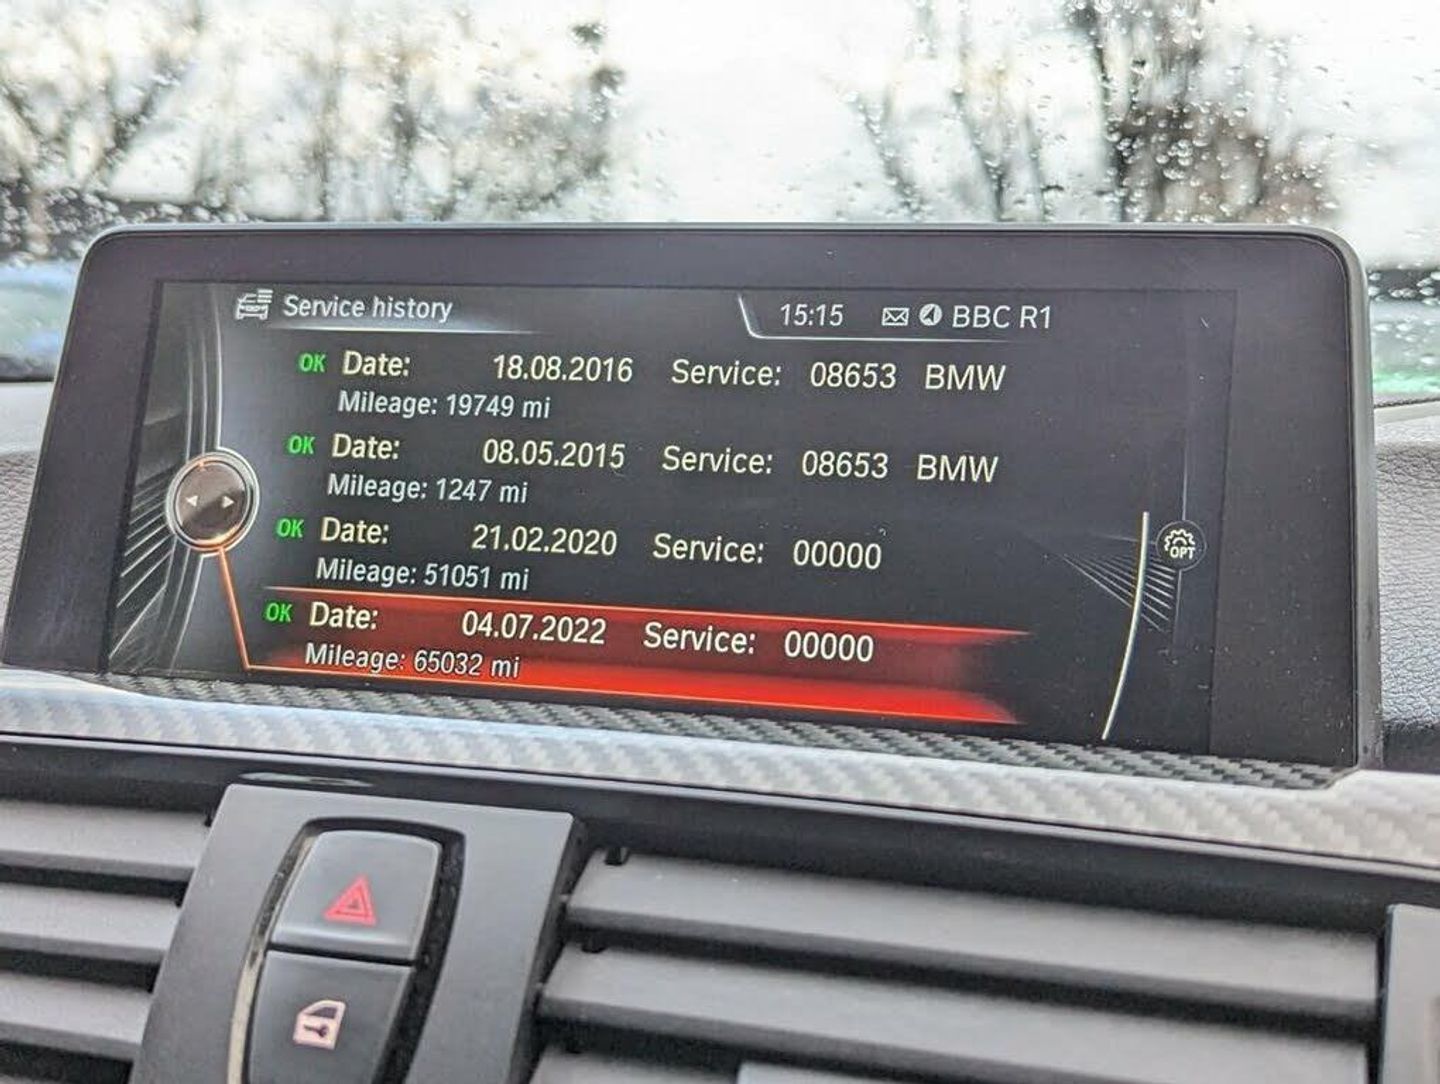 Service history 15:15 BBC R1
OK Date: 18.08.2016 Service: 08653 BMW
Mileage: 19749 mi
OK Date: 08.05.2015 Service: 08653 BMW
Mileage: 1247 mi
OK Date: 21.02.2020 Service: 00000
Mileage: 51051 mi
OK Date: 04.07.2022 Service: 00000
Mileage: 65032 mi
OPT